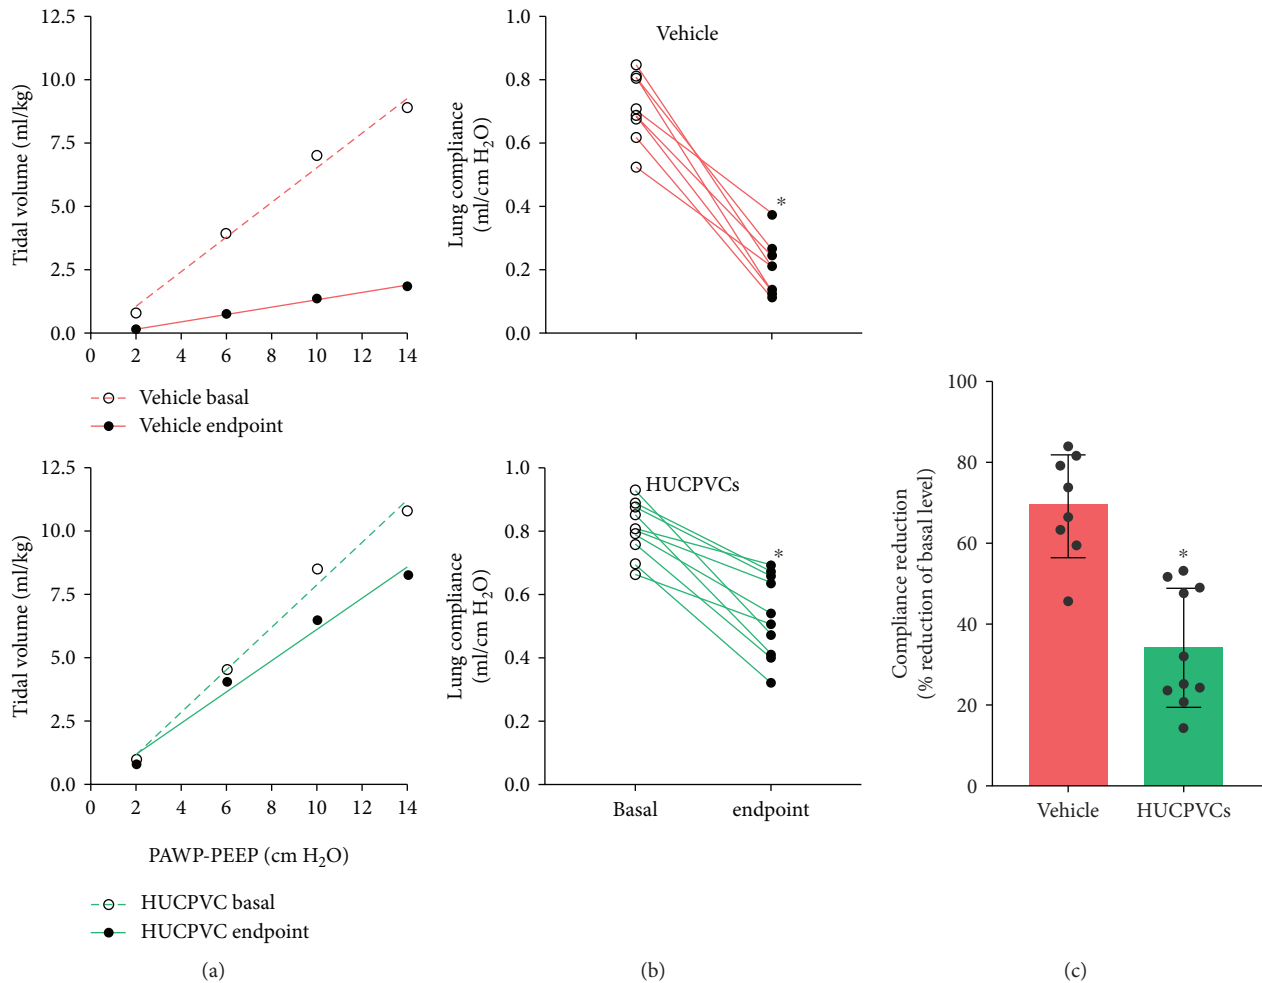 12.5
10.0
7.5
5.0
2.5
0.0
Tidal volume (ml/kg)
0 2 4 6 8 10 12 14
Vehicle basal
Vehicle endpoint
1.0
0.8
0.6
0.4
0.2
0.0
Lung compliance
(ml/cm H2O)
Vehicle
*
12.5
10.0
7.5
5.0
2.5
0.0
Tidal volume (ml/kg)
0 2 4 6 8 10 12 14
PAWP-PEEP (cm H2O)
HUCPVC basal
HUCPVC endpoint
(a)
1.0
0.8
0.6
0.4
0.2
0.0
Lung compliance
(ml/cm H2O)
HUCPVCs
*
Basal endpoint
(b)
100
80
60
40
20
0
Compliance reduction
(% reduction of basal level)
*
Vehicle HUCPVCs
(c)